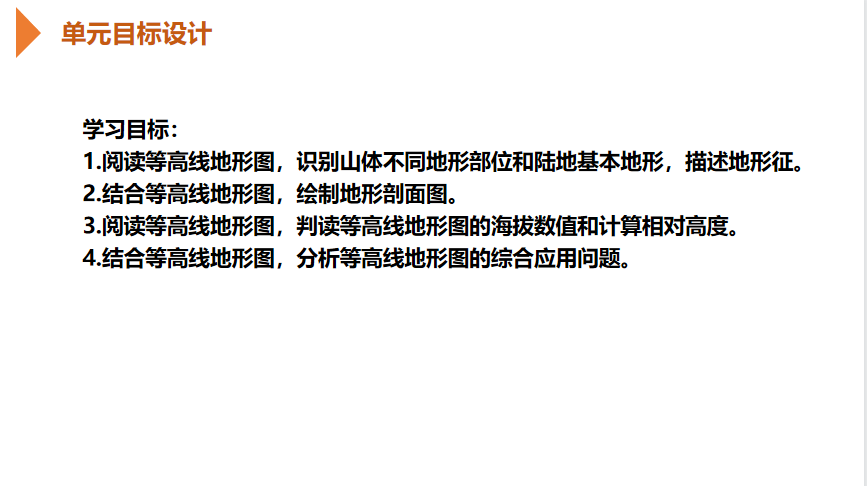 单元目标设计
学习目标：
1.阅读等高线地形图，识别山体不同地形部位和陆地基本地形，描述地形征。
2.结合等高线地形图，绘制地形剖面图。
3.阅读等高线地形图，判读等高线地形图的海拔数值和计算相对高度。
4.结合等高线地形图，分析等高线地形图的综合应用问题。